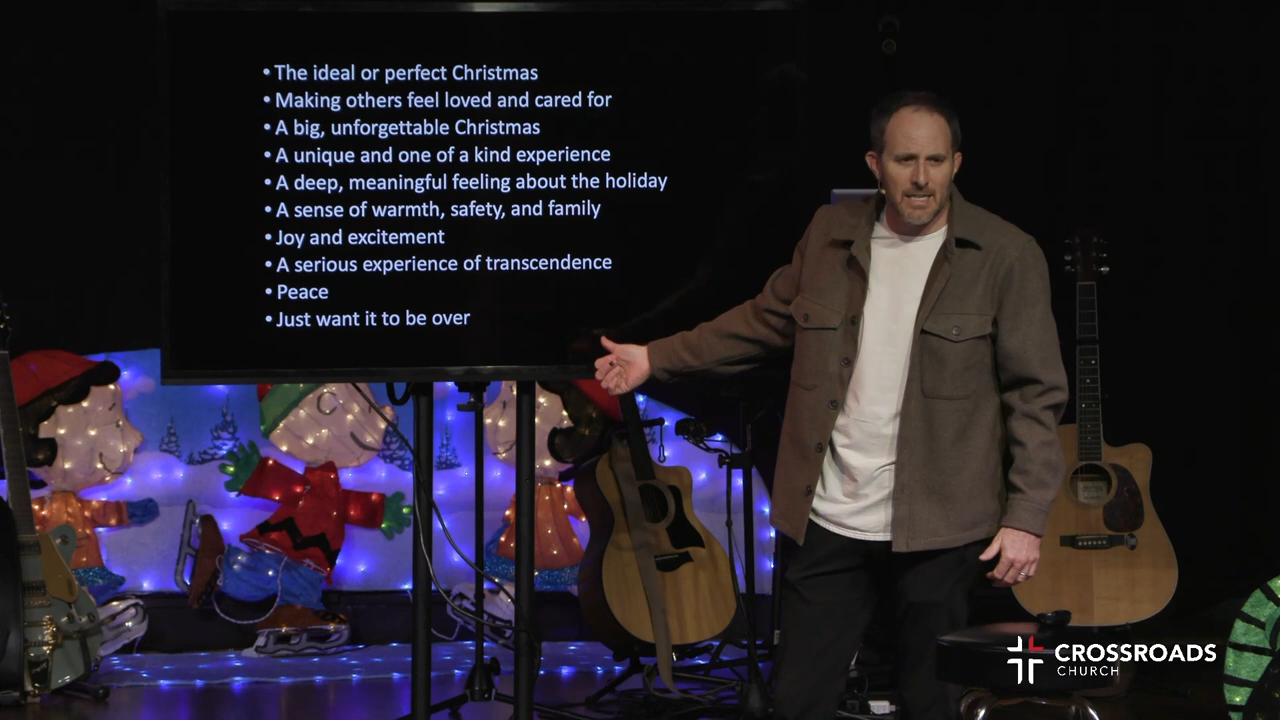 • The ideal or perfect Christmas
• Making others feel loved and cared for
• A big, unforgettable Christmas
• A unique and one of a kind experience
• A deep, meaningful feeling about the holiday
• A sense of warmth, safety, and family
• Joy and excitement
• A serious experience of transcendence
• Peace
• Just want it to be over
CROSSROADS
CHURCH